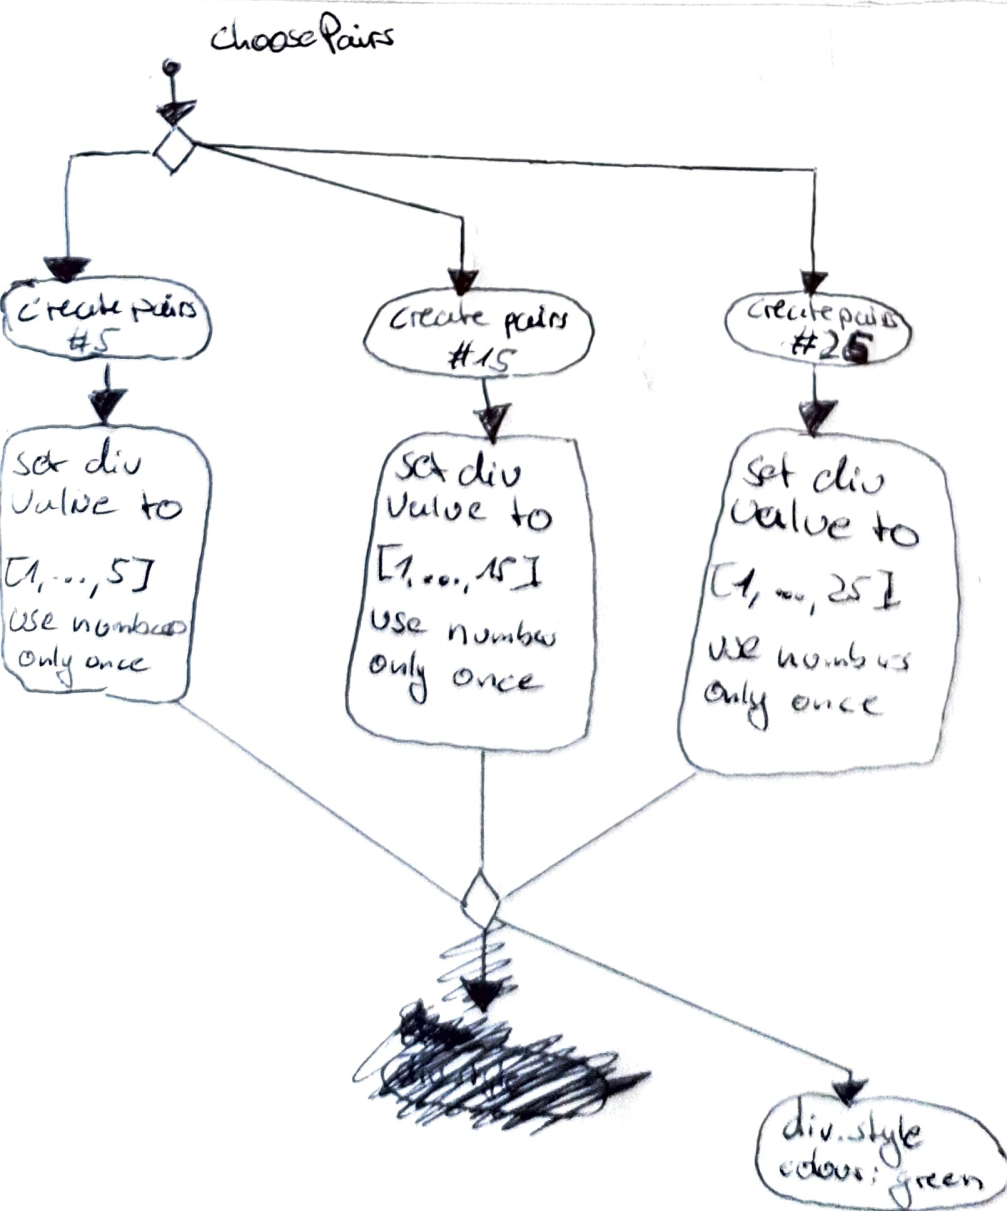 choosePairs
create pairs
#5
create pairs
#15
create pairs
#25
set div
value to
[1,...,5]
use numbers
only once
set div
value to
[1,...,15]
use number
only once
set div
value to
[1,...,25]
use numbers
only once
div.style
colour: green